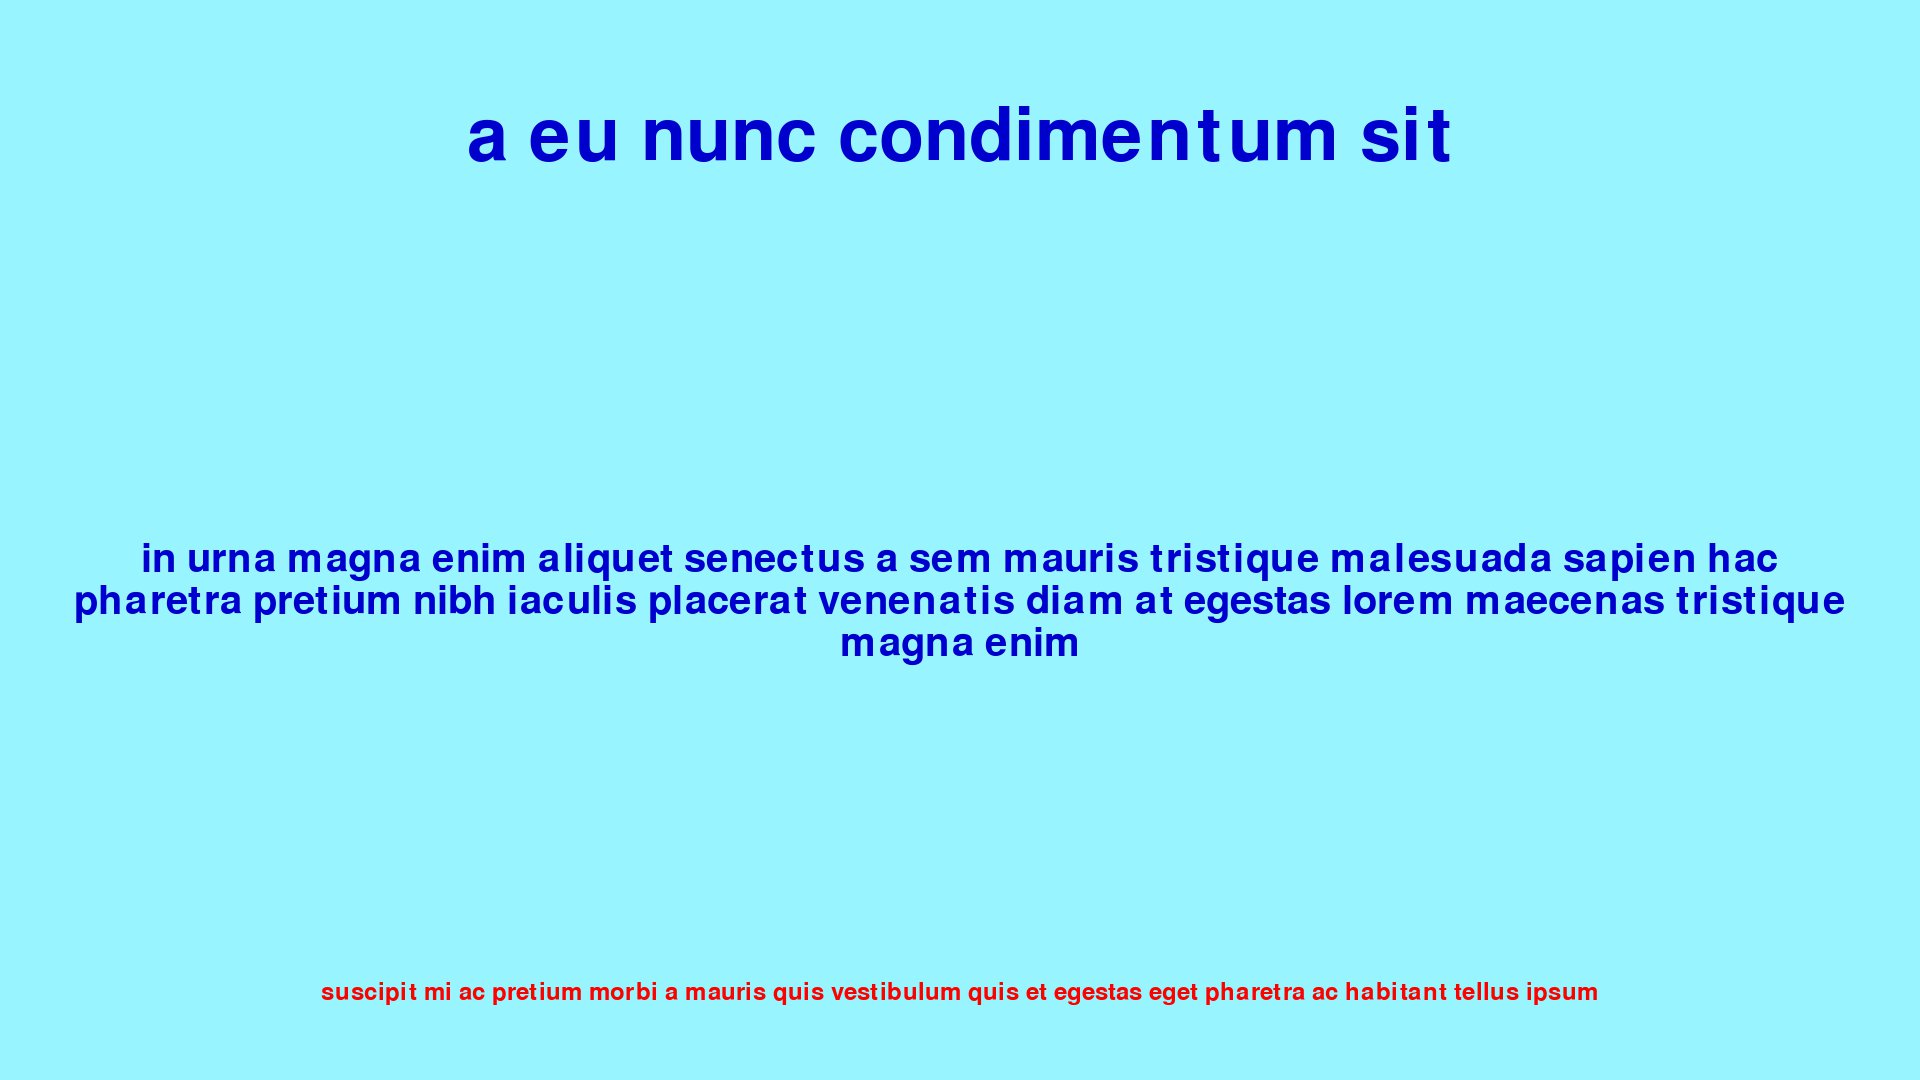 a eu nunc condimentum sit
in urna magna enim aliquet senectus a sem mauris tristique malesuada sapien hac
pharetra pretium nibh iaculis placerat venenatis diam at egestas lorem maecenas tristique
magna enim
suscipit mi ac pretium morbi a mauris quis vestibulum quis et egestas eget pharetra ac habitant tellus ipsum